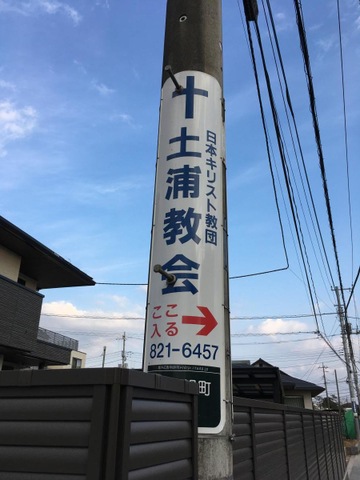 土浦教会
日本キリスト教団
ここ
入る
821-6457
町